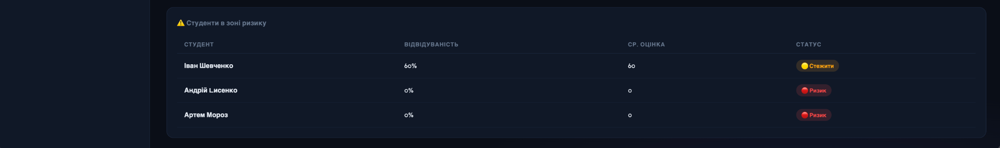 Студенти в зоні ризику
СТУДЕНТ ВІДВІДУВАНІСТЬ СР. ОЦІНКА СТАТУС
Іван Шевченко 60% 60 Стежити
Андрій Lисенко 0% 0 Ризик
Артем Мороз 0% 0 Ризик